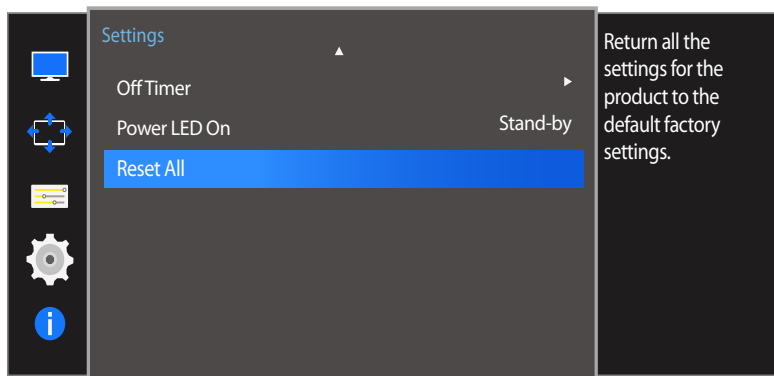 Settings
Off Timer
Power LED On Stand-by
Reset All
Return all the
settings for the
product to the
default factory
settings.
i